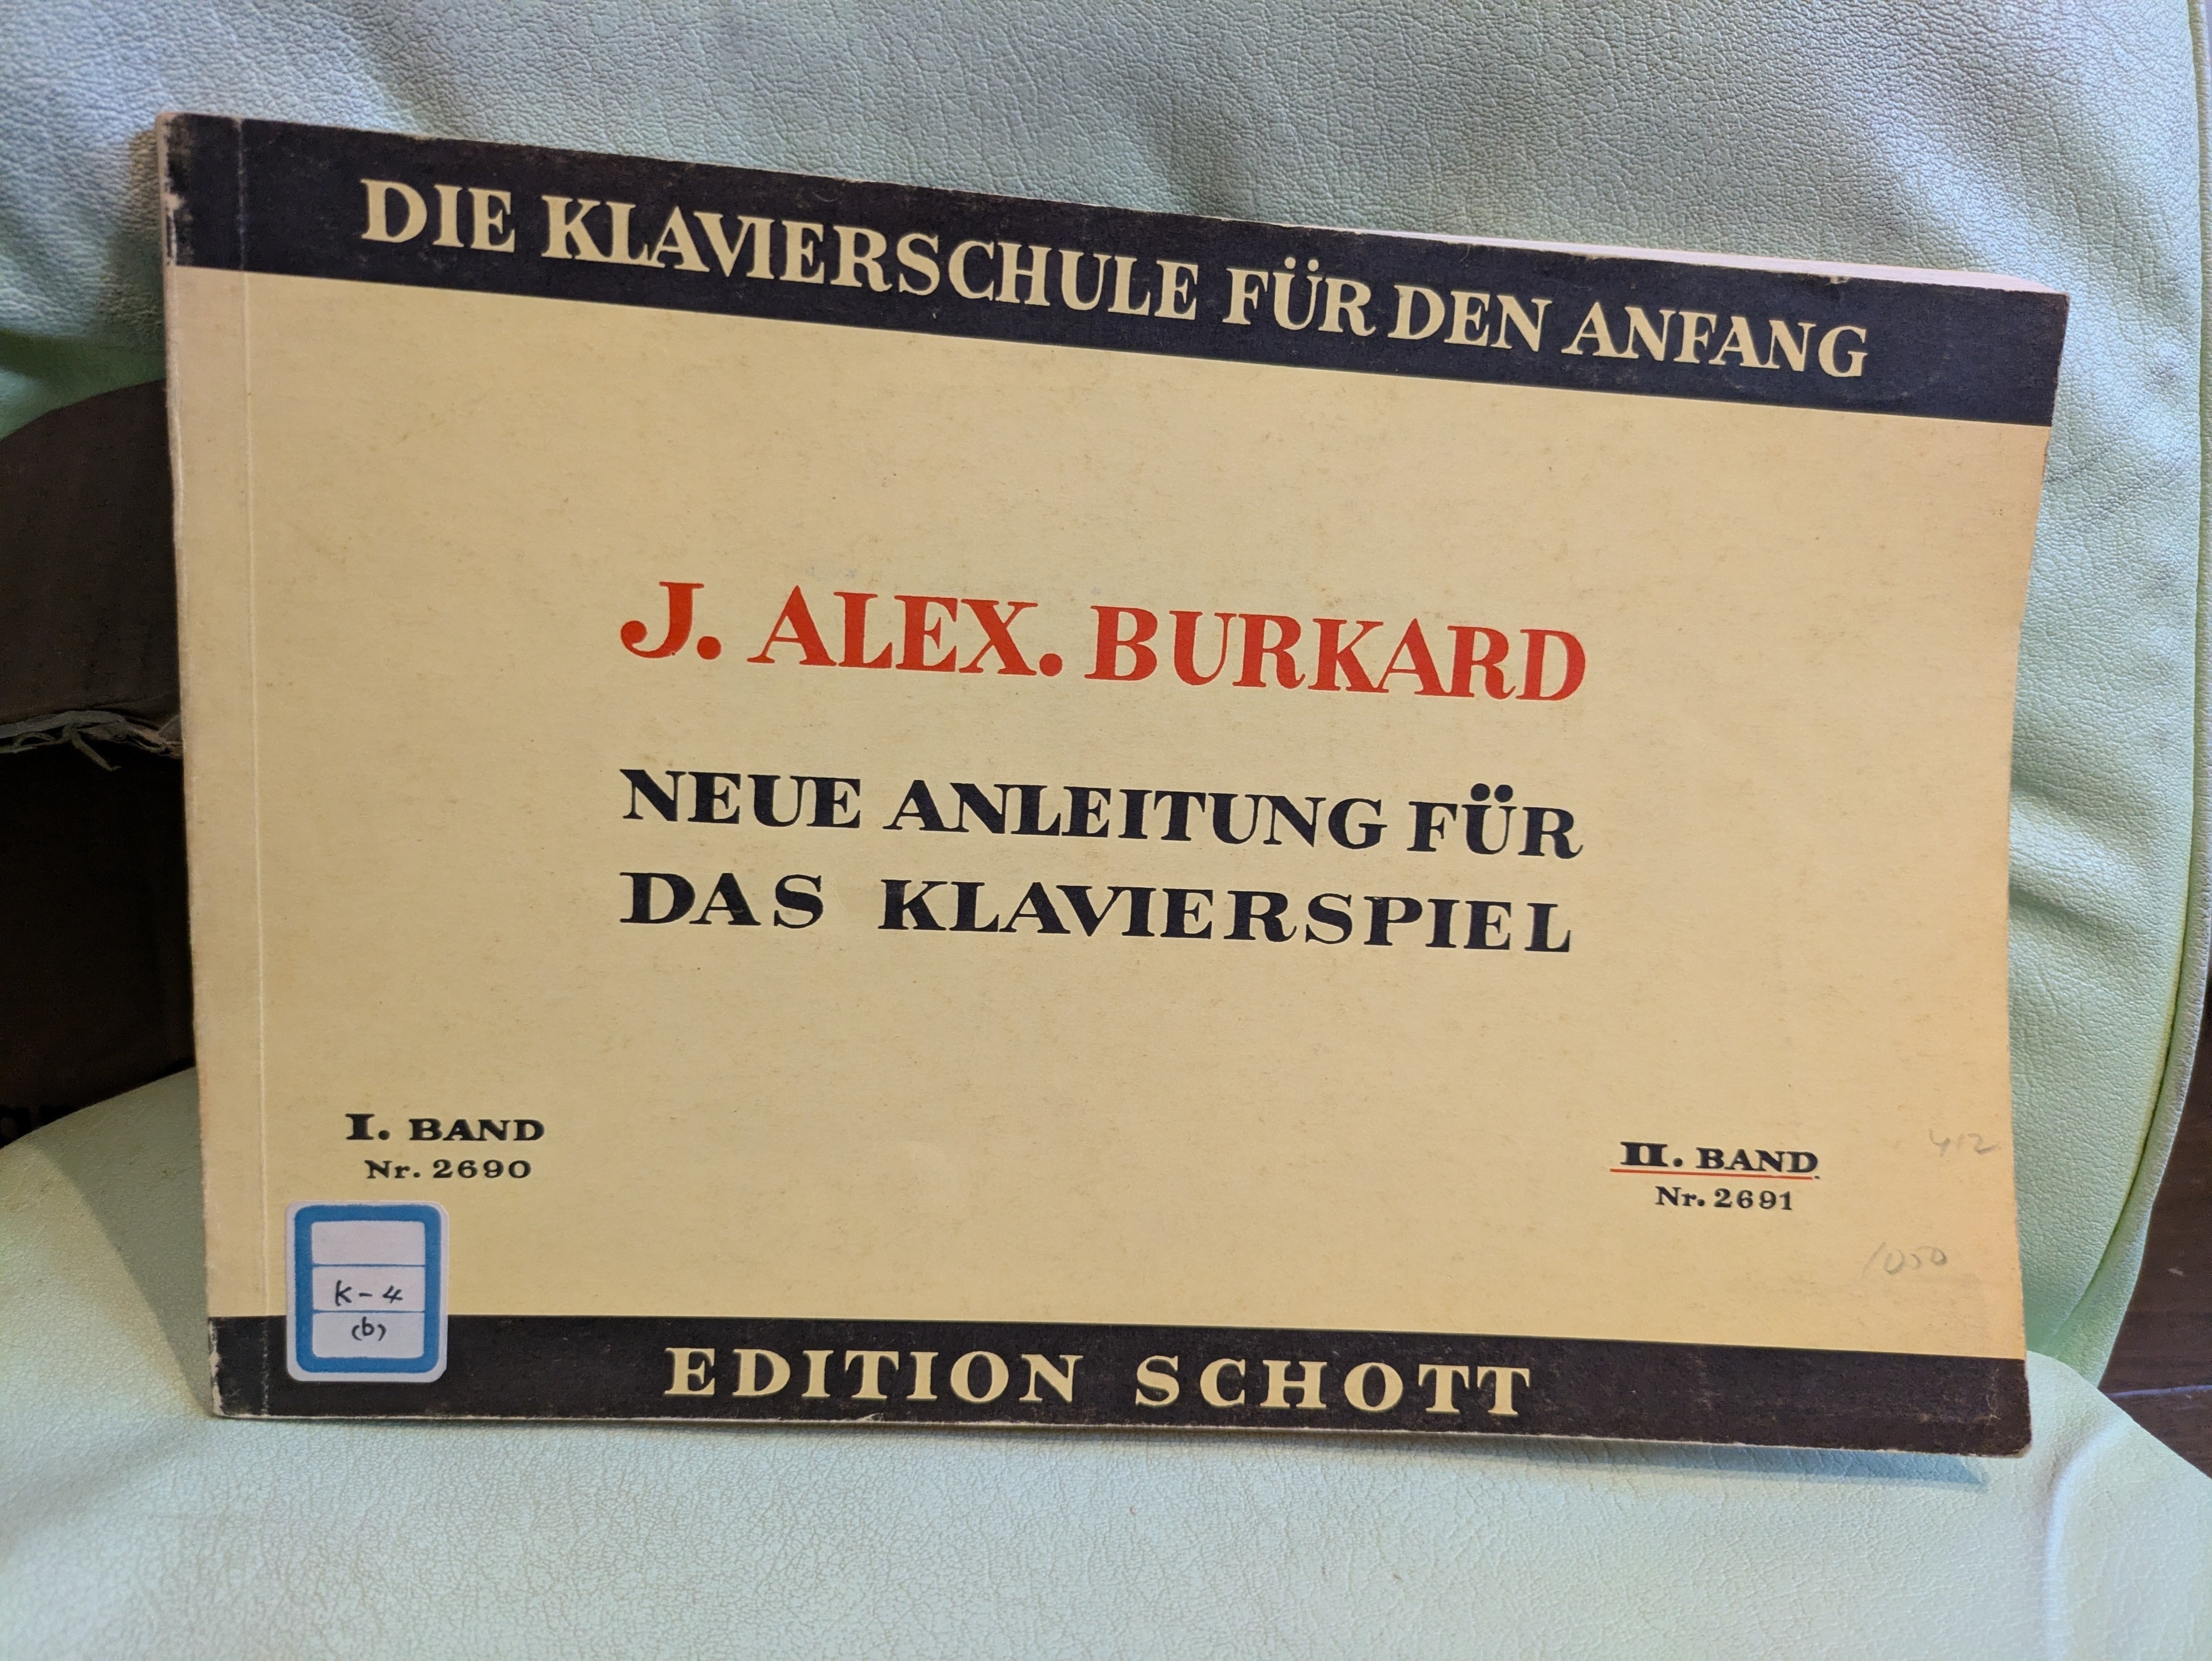 DIE KLAVIERSCHULE FÜR DEN ANFANG
J. ALEX. BURKARD
NEUE ANLEITUNG FÜR
DAS KLAVIERSPIEL
I. BAND
Nr. 2690
II. BAND
Nr. 2691
412
1050
K-4
(b)
EDITION SCHOTT